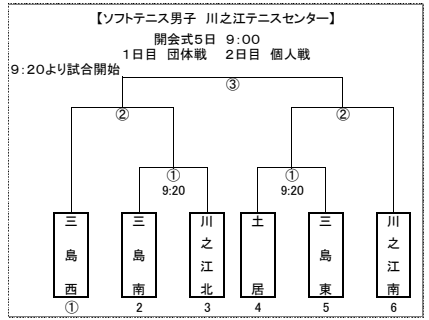 【ソフトテニス男子　川之江テニスセンター】
開会式5日　9:00
1日目　団体戦　2日目　個人戦
9:20より試合開始
③
②　②
①　①
9:20　9:20
三島西　三島南　川之江北　土居　三島東　川之江南
①　2　3　4　5　6